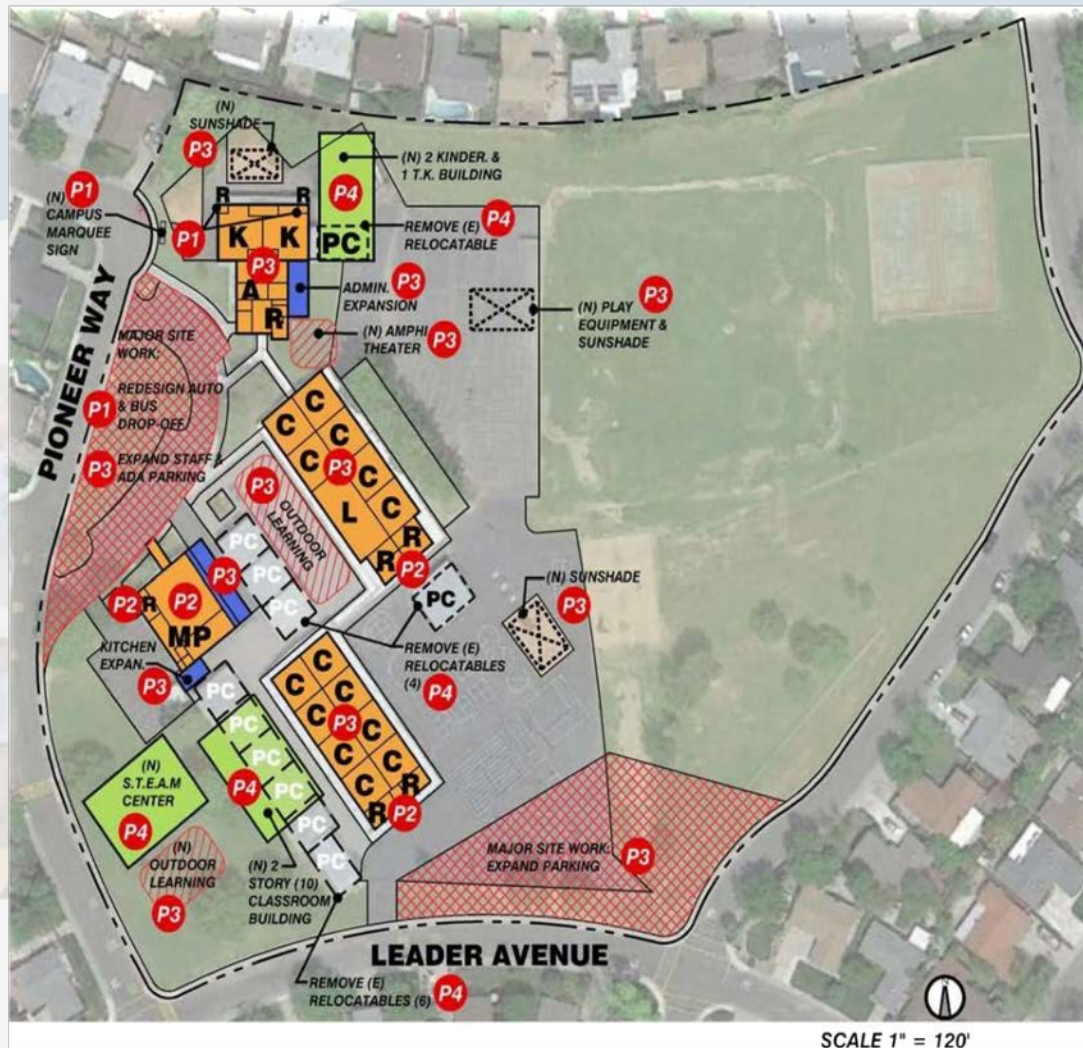 (N)
SUNSHADE
P3
(N) 2 KINDER. &
1 T.K. BUILDING
P4
(N) P1
CAMPUS
MARQUEE
SIGN
R
R
P1
K
K
PC
REMOVE (E) P4
RELOCATABLE
P3
A
R
ADMIN. P3
EXPANSION
(N) AMPHI
THEATER P3
(N) PLAY P3
EQUIPMENT &
SUNSHADE
PIONEER WAY
MAJOR SITE
WORK:
P1 REDESIGN AUTO
& BUS
DROP-OFF
P3 EXPAND STAFF &
ADA PARKING
C
C
C
C
C
P3
C
C
L
C
R
R
P2
P3
OUTDOOR
LEARNING
PC
PC
PC
P3
PC
(N) SUNSHADE
P3
P2
R
P2
MP
KITCHEN
EXPAN.
P3
REMOVE (E)
RELOCATABLES
(4)
P4
C
C
C
C
C
P3
C
C
C
C
C
R
R
P2
PC
PC
PC
PC
PC
PC
P4
(N)
S.T.E.A.M
CENTER
P4
(N)
OUTDOOR
LEARNING
P3
(N) 2
STORY (10)
CLASSROOM
BUILDING
MAJOR SITE WORK: P3
EXPAND PARKING
LEADER AVENUE
REMOVE (E)
RELOCATABLES (6) P4
SCALE 1" = 120'